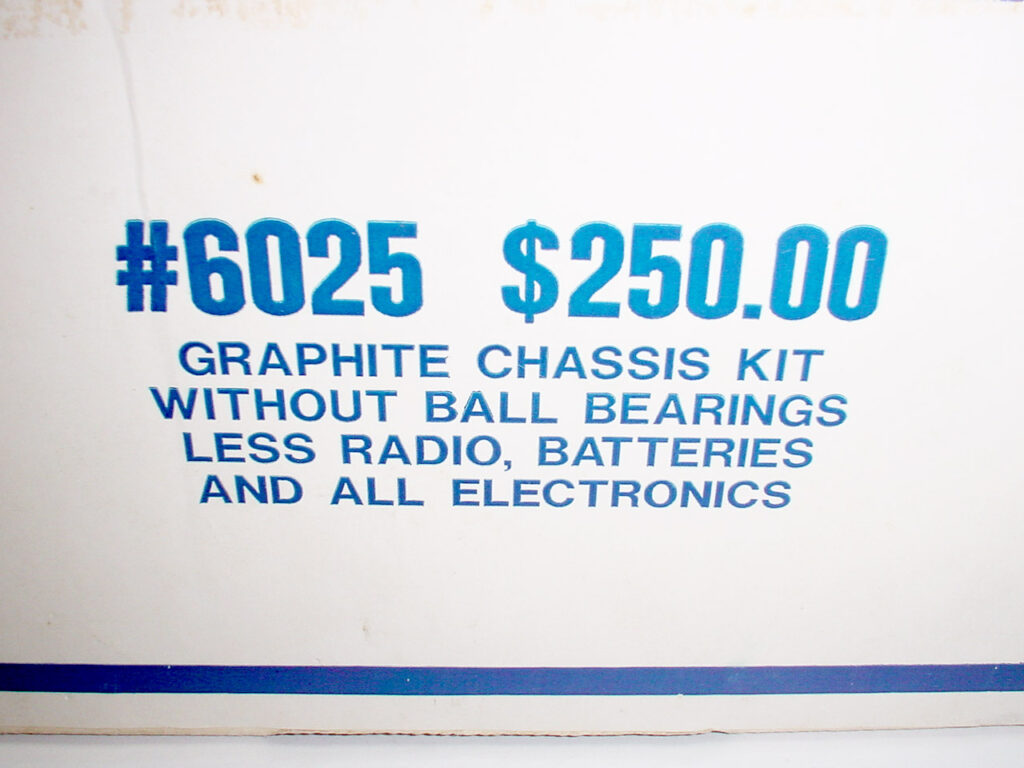 #6025 $250.00
GRAPHITE CHASSIS KIT
WITHOUT BALL BEARINGS
LESS RADIO, BATTERIES
AND ALL ELECTRONICS